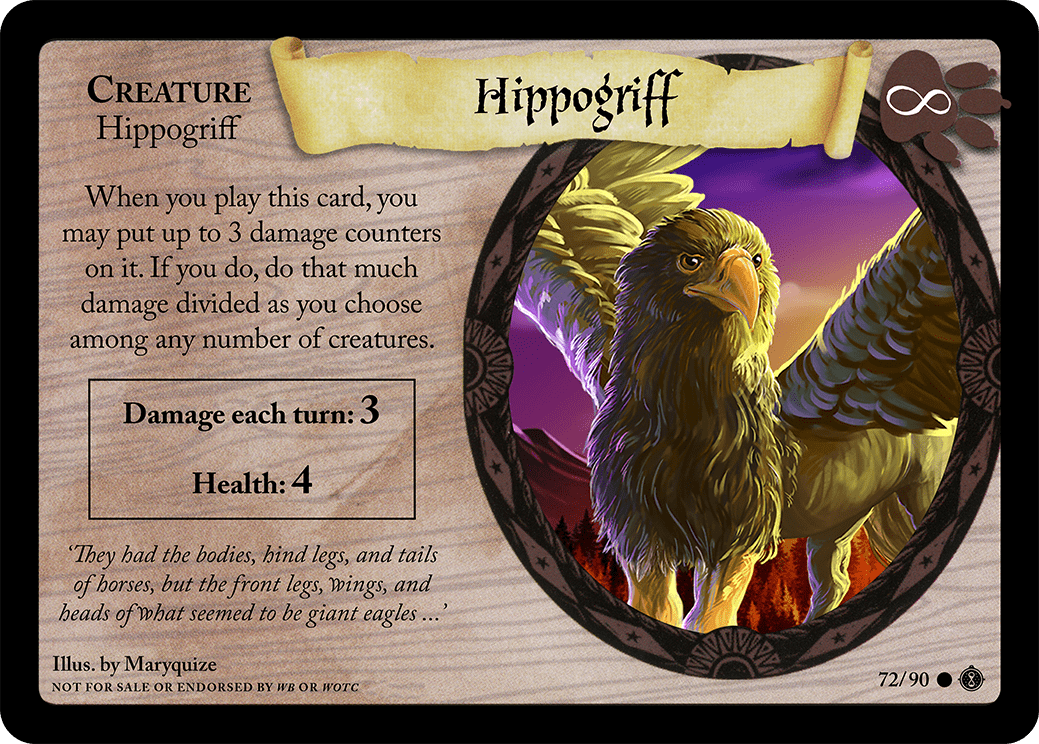 Hippogriff
∞
CREATURE
Hippogriff
When you play this card, you
may put up to 3 damage counters
on it. If you do, do that much
damage divided as you choose
among any number of creatures.
Damage each turn: 3
Health: 4
‘They had the bodies, hind legs, and tails
of horses, but the front legs, wings, and
heads of what seemed to be giant eagles ...’
Illus. by Maryquize
NOT FOR SALE OR ENDORSED BY WB OR WOTC
72/90